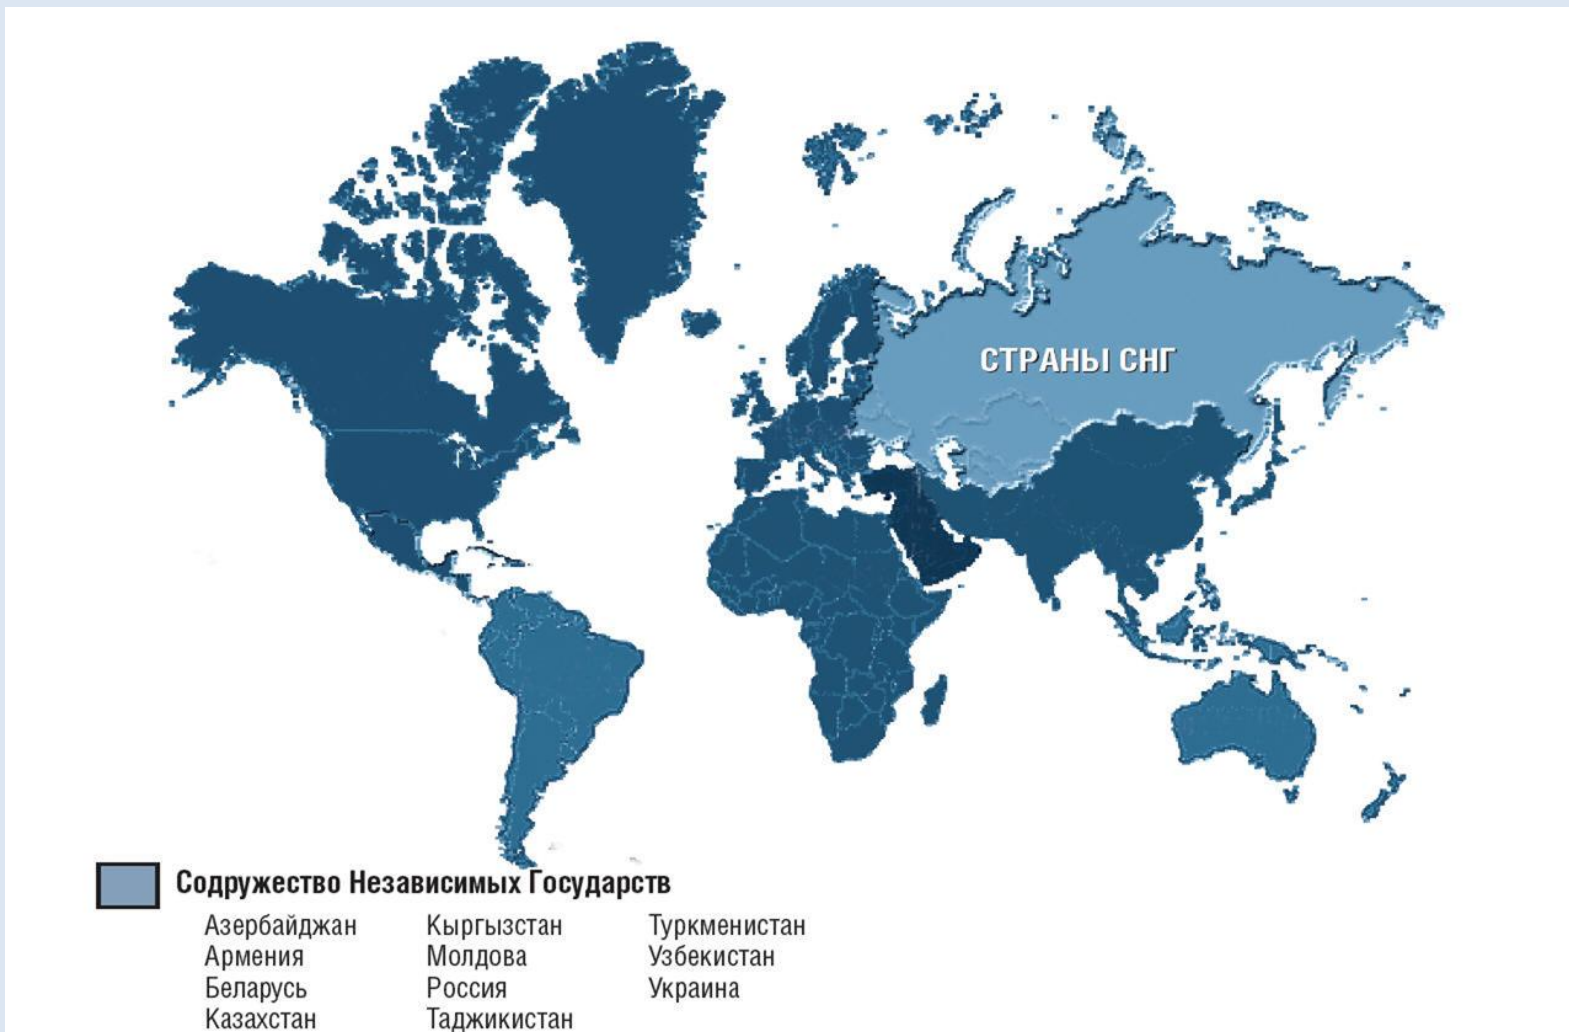 СТРАНЫ СНГ
Содружество Независимых Государств
Азербайджан
Армения
Беларусь
Казахстан
Кыргызстан
Молдова
Россия
Таджикистан
Туркменистан
Узбекистан
Украина